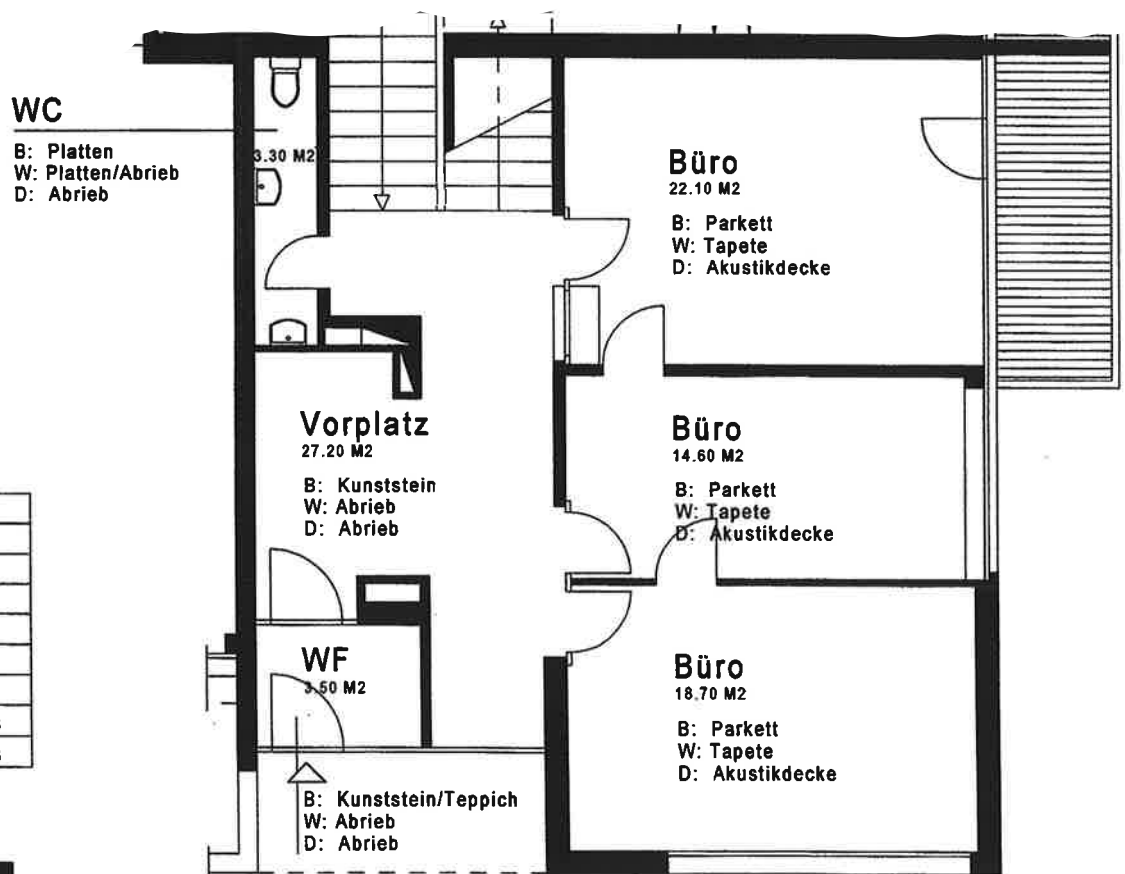 WC
B: Platten
W: Platten/Abrieb
D: Abrieb
3.30 M2
Büro
22.10 M2
B: Parkett
W: Tapete
D: Akustikdecke
Vorplatz
27.20 M2
B: Kunststein
W: Abrieb
D: Abrieb
Büro
14.60 M2
B: Parkett
W: Tapete
D: Akustikdecke
WF
3.50 M2
Büro
18.70 M2
B: Parkett
W: Tapete
D: Akustikdecke
B: Kunststein/Teppich
W: Abrieb
D: Abrieb